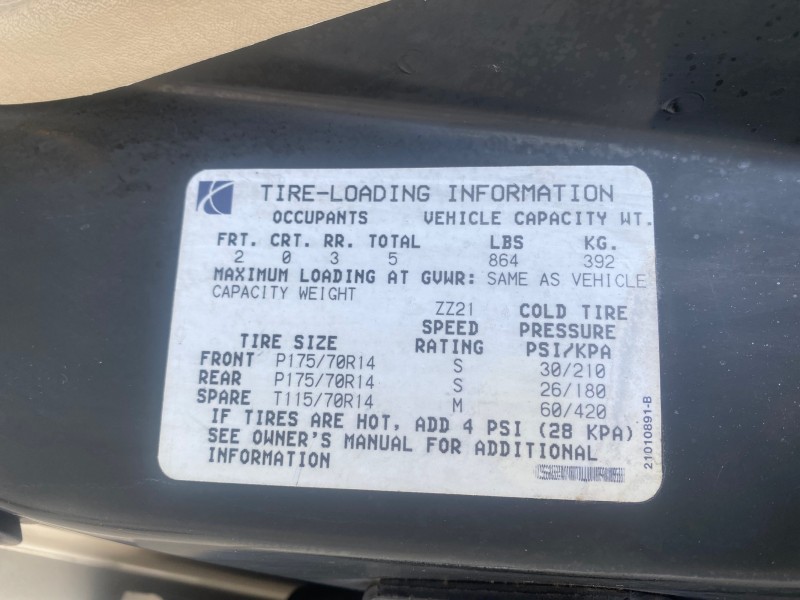 TIRE-LOADING INFORMATION
OCCUPANTS VEHICLE CAPACITY WT.
FRT. CRT. RR. TOTAL LBS KG.
2 0 3 5 864 392
MAXIMUM LOADING AT GVWR: SAME AS VEHICLE
CAPACITY WEIGHT
ZZ21 COLD TIRE
SPEED PRESSURE
TIRE SIZE RATING PSI/KPA
FRONT P175/70R14 S 30/210
REAR P175/70R14 S 26/180
SPARE T115/70R14 M 60/420
IF TIRES ARE HOT, ADD 4 PSI (28 KPA)
SEE OWNER'S MANUAL FOR ADDITIONAL
INFORMATION
21010891-B